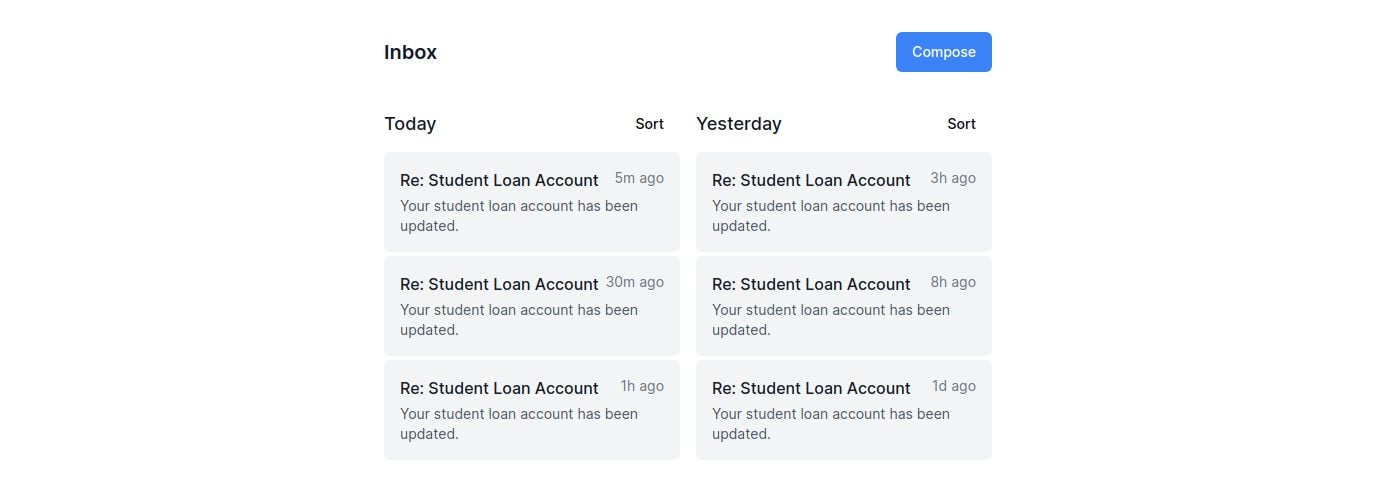 Inbox
Compose
Today
Sort
Re: Student Loan Account
5m ago
Your student loan account has been
updated.
Re: Student Loan Account
30m ago
Your student loan account has been
updated.
Re: Student Loan Account
1h ago
Your student loan account has been
updated.
Yesterday
Sort
Re: Student Loan Account
3h ago
Your student loan account has been
updated.
Re: Student Loan Account
8h ago
Your student loan account has been
updated.
Re: Student Loan Account
1d ago
Your student loan account has been
updated.